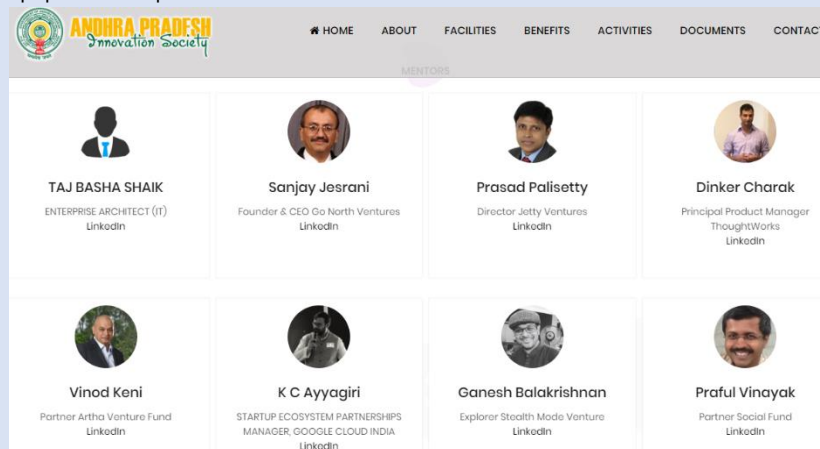 ANDHRA PRADESH
Innovation Society
HOME ABOUT FACILITIES BENEFITS ACTIVITIES DOCUMENTS CONTACT
MENTORS
TAJ BASHA SHAIK
ENTERPRISE ARCHITECT (IT)
LinkedIn
Sanjay Jesrani
Founder & CEO Go North Ventures
LinkedIn
Prasad Palisetty
Director Jetty Ventures
LinkedIn
Dinker Charak
Principal Product Manager
ThoughtWorks
LinkedIn
Vinod Keni
Partner Artha Venture Fund
LinkedIn
K C Ayyagiri
STARTUP ECOSYSTEM PARTNERSHIPS
MANAGER, GOOGLE CLOUD INDIA
LinkedIn
Ganesh Balakrishnan
Explorer Stealth Mode Venture
LinkedIn
Praful Vinayak
Partner Social Fund
LinkedIn